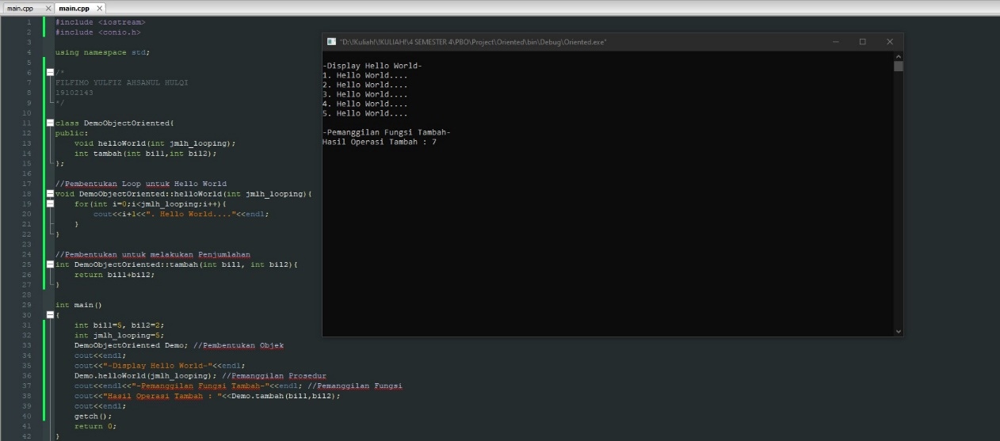 main.cpp
main.cpp
1 #include <iostream>
2 #include <conio.h>
3
4 using namespace std;
5
6 /*
7 FILFIMO YULFIZ AHSANUL HULQI
8 19102143
9 */
10
11 class DemoObjectOriented{
12 public:
13 void helloWorld(int jmlh_looping);
14 int tambah(int bil1,int bil2);
15 };
16
17 //Pembentukan Loop untuk Hello World
18 void DemoObjectOriented::helloWorld(int jmlh_looping){
19 for(int i=0;i<jmlh_looping;i++){
20 cout<<i+1<<". Hello World...."<<endl;
21 }
22 }
23
24 //Pembentukan untuk melakukan Penjumlahan
25 int DemoObjectOriented::tambah(int bil1, int bil2){
26 return bil1+bil2;
27 }
28
29 int main()
30 {
31 int bil1=5, bil2=2;
32 int jmlh_looping=5;
33 DemoObjectOriented Demo; //Pembentukan Objek
34 cout<<endl;
35 cout<<"-Display Hello World-"<<endl;
36 Demo.helloWorld(jmlh_looping); //Pemanggilan Prosedur
37 cout<<endl<<"-Pemanggilan Fungsi Tambah-"<<endl; //Pemanggilan Fungsi
38 cout<<"Hasil Operasi Tambah : "<<Demo.tambah(bil1,bil2);
39 cout<<endl;
40 getch();
41 return 0;
42 }
"D:\!Kuliah!\!KULIAH!\4 SEMESTER 4\PBO\Project\Oriented\bin\Debug\Oriented.exe"
-Display Hello World-
1. Hello World....
2. Hello World....
3. Hello World....
4. Hello World....
5. Hello World....
-Pemanggilan Fungsi Tambah-
Hasil Operasi Tambah : 7